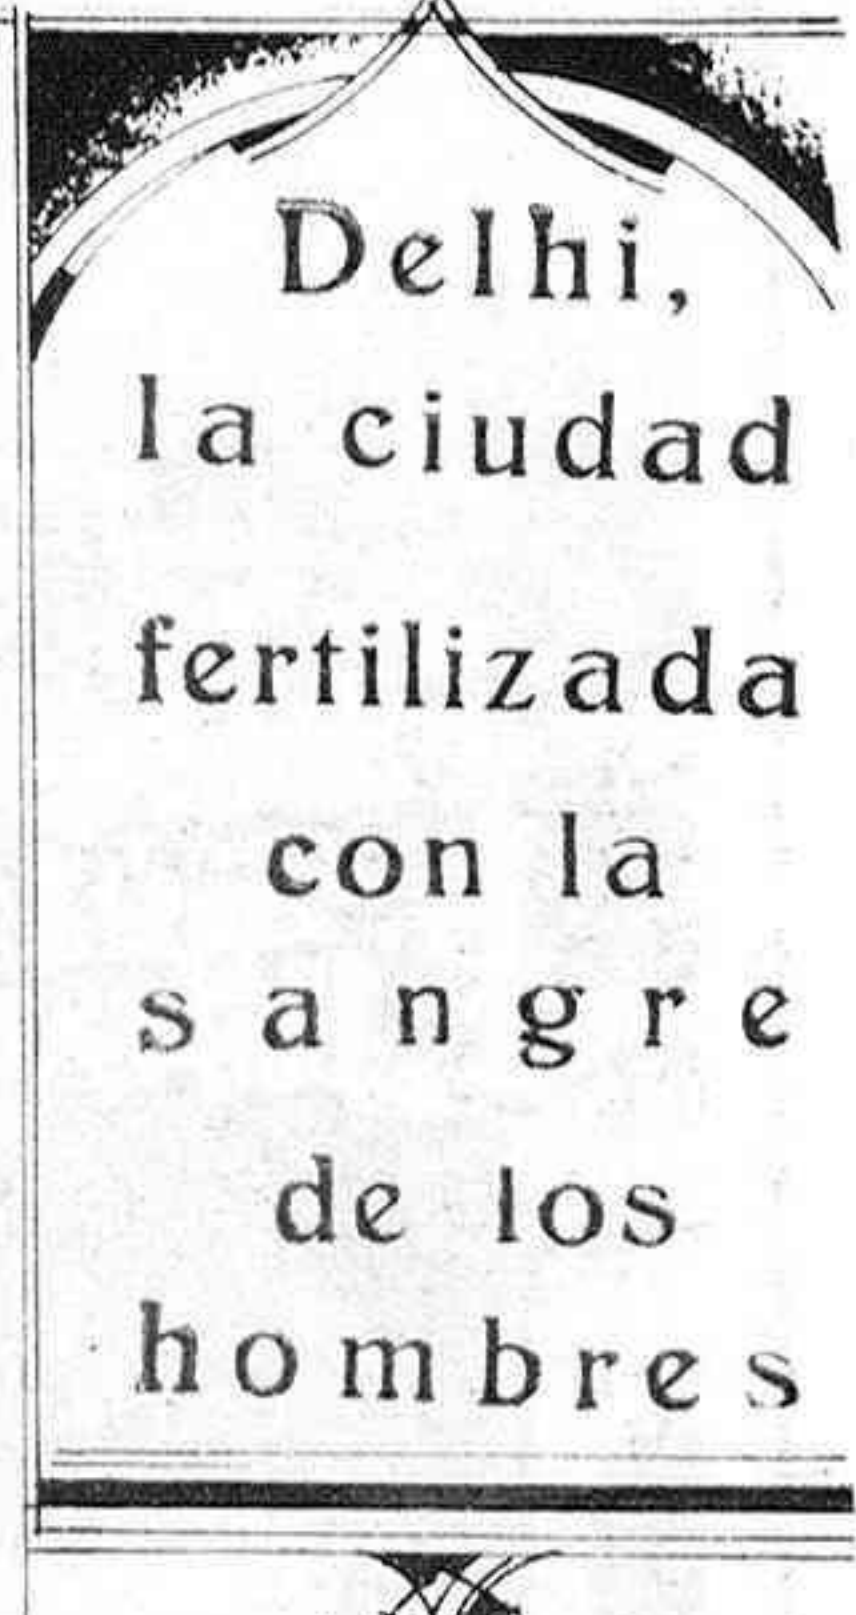 Delhi,
la ciudad
fertilizada
con la
sangre
de los
hombres